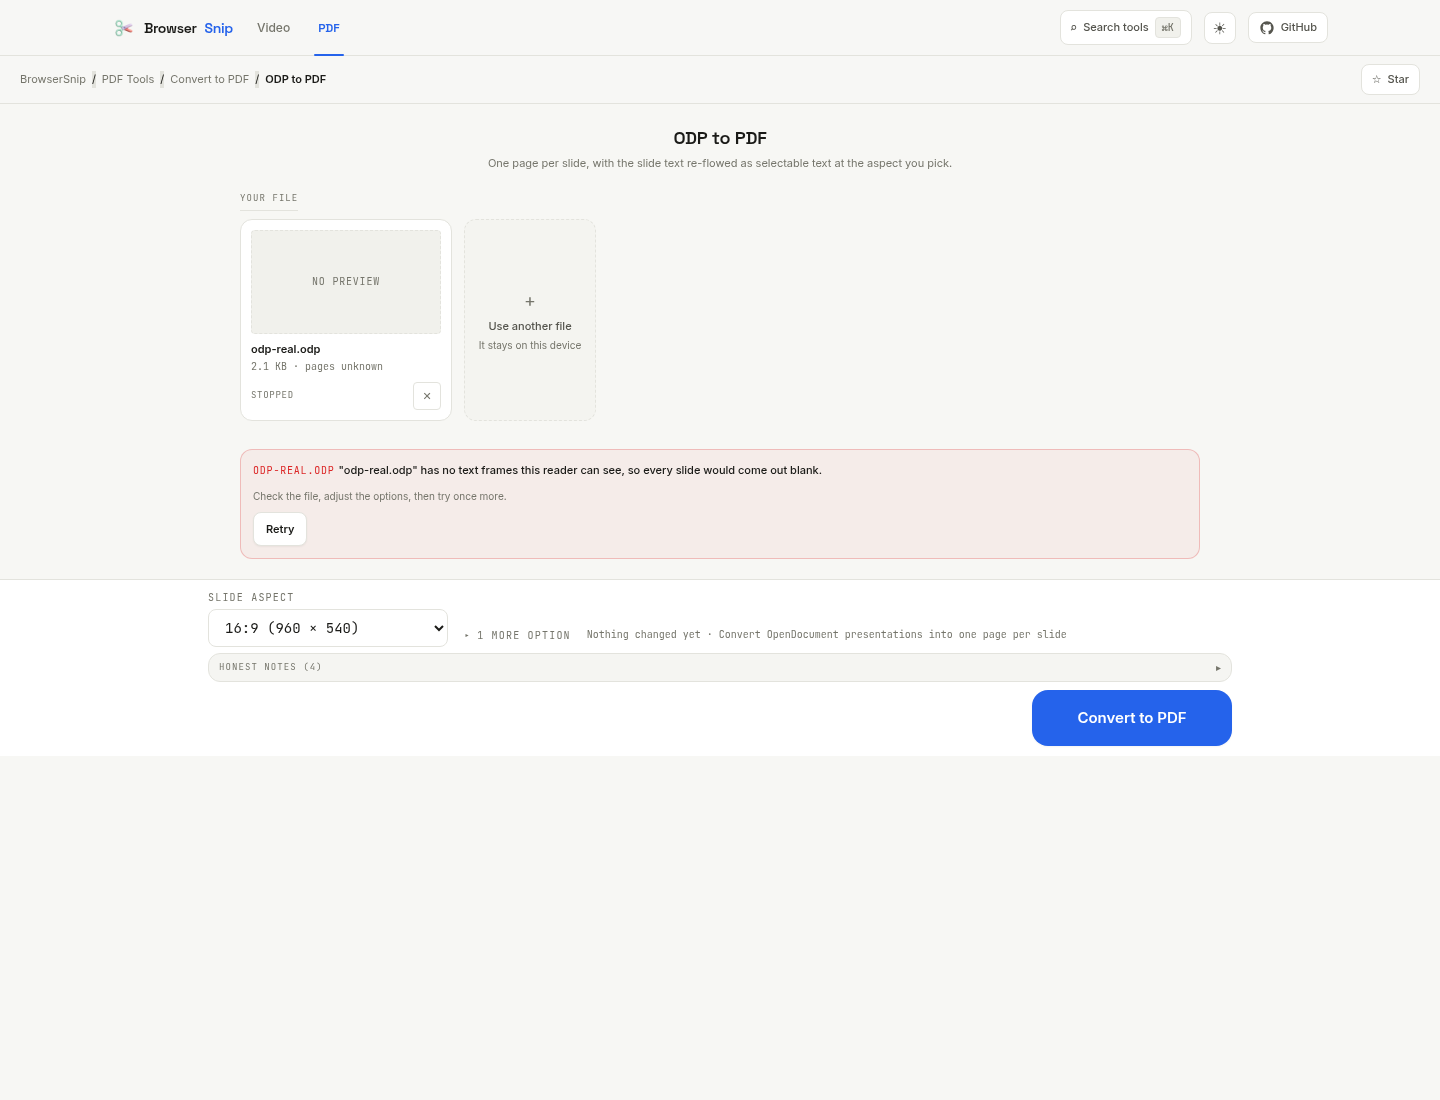 Browser Snip Video PDF Search tools ⌘K GitHub
BrowserSnip / PDF Tools / Convert to PDF / ODP to PDF
☆ Star
ODP to PDF
One page per slide, with the slide text re-flowed as selectable text at the aspect you pick.
YOUR FILE
NO PREVIEW
odp-real.odp
2.1 KB · pages unknown
STOPPED ×
+
Use another file
It stays on this device
ODP-REAL.ODP "odp-real.odp" has no text frames this reader can see, so every slide would come out blank.
Check the file, adjust the options, then try once more.
Retry
SLIDE ASPECT
16:9 (960 × 540)
▸ 1 MORE OPTION Nothing changed yet · Convert OpenDocument presentations into one page per slide
HONEST NOTES (4) ▸
Convert to PDF